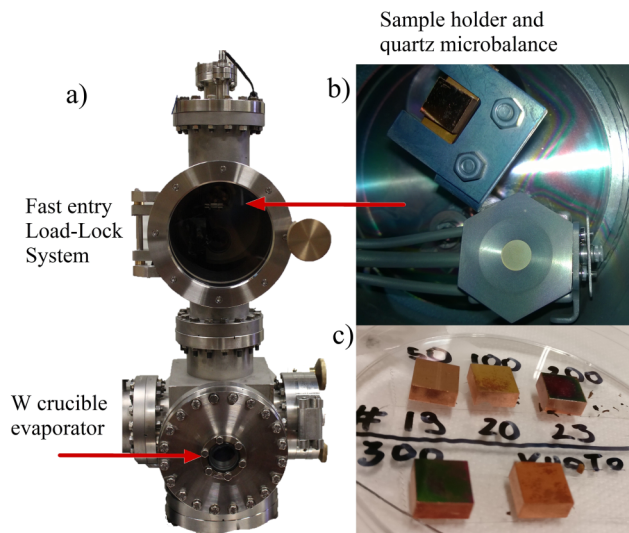 Sample holder and
quartz microbalance
a)
b)
Fast entry
Load-Lock
System
c)
W crucible
evaporator
50 100 200
# 19 20 23
300 VuoTo